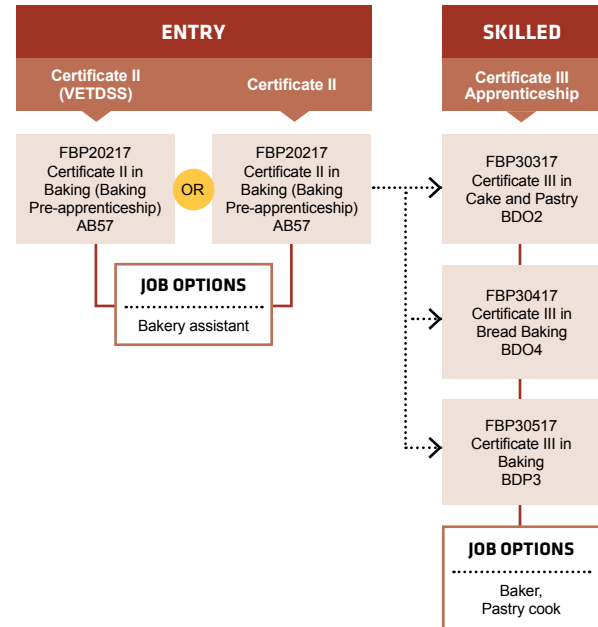 ENTRY
Certificate II
(VETDSS)
Certificate II
FBP20217
Certificate II in
Baking (Baking
Pre-apprenticeship)
AB57
OR
FBP20217
Certificate II in
Baking (Baking
Pre-apprenticeship)
AB57
JOB OPTIONS
Bakery assistant
SKILLED
Certificate III
Apprenticeship
FBP30317
Certificate III in
Cake and Pastry
BDO2
FBP30417
Certificate III in
Bread Baking
BDO4
FBP30517
Certificate III in
Baking
BDP3
JOB OPTIONS
Baker,
Pastry cook